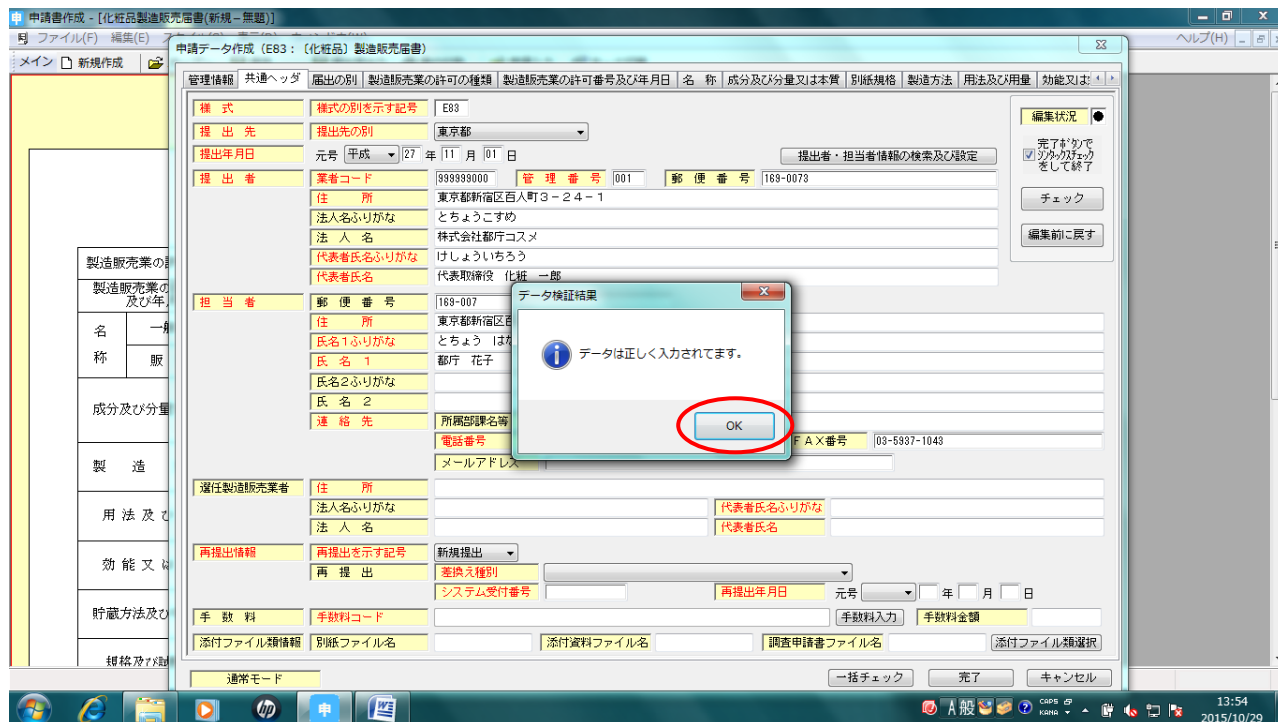 申請書作成 - [化粧品製造販売届書(新規－無題)]
ファイル(F) 編集(E) ヘルプ(H)
メイン 新規作成
申請データ作成（E83：〔化粧品〕製造販売届書）
管理情報 共通ヘッダ 届出の別 製造販売業の許可の種類 製造販売業の許可番号及び年月日 名 称 成分及び分量又は本質 別紙規格 製造方法 用法及び用量 効能又は
様 式 様式の別を示す記号 E83
編集状況
提 出 先 提出先の別 東京都
完了ﾎﾞﾀﾝで
ｼﾝﾀｯｸｽﾁｪｯｸ
をして終了
提出年月日 元号 平成 27 年 11 月 01 日 提出者・担当者情報の検索及び設定
提 出 者 業者コード 999999000 管 理 番 号 001 郵 便 番 号 169-0073
住 所 東京都新宿区百人町３－２４－１
チェック
法人名ふりがな とちょうこすめ
法 人 名 株式会社都庁コスメ
編集前に戻す
代表者氏名ふりがな けしょういちろう
代表者氏名 代表取締役 化粧 一郎
担 当 者 郵 便 番 号 169-007
住 所 東京都新宿区
氏名１ふりがな とちょう
氏 名 １ 都庁 花子
氏名２ふりがな
氏 名 ２
連 絡 先 所属部課名等
電話番号 ＦＡＸ番号 03-5937-1043
メールアドレス
データ検証結果
データは正しく入力されてます。
OK
選任製造販売業者 住 所
法人名ふりがな 代表者氏名ふりがな
法 人 名 代表者氏名
再提出情報 再提出を示す記号 新規提出
再 提 出 差換え種別
システム受付番号 再提出年月日 元号 年 月 日
手 数 料 手数料コード 手数料入力 手数料金額
添付ファイル類情報 別紙ファイル名 添付資料ファイル名 調査申請書ファイル名 添付ファイル類選択
通常モード 一括チェック 完了 キャンセル
製造販売業の
製造販売業の
及び年
名 一般
称 販
成分及び分量
製 造
用 法 及 び
効 能 又 は
貯蔵方法及び
規格及び試
hp 申 A 般 CAPS KANA
13:54
2015/10/29